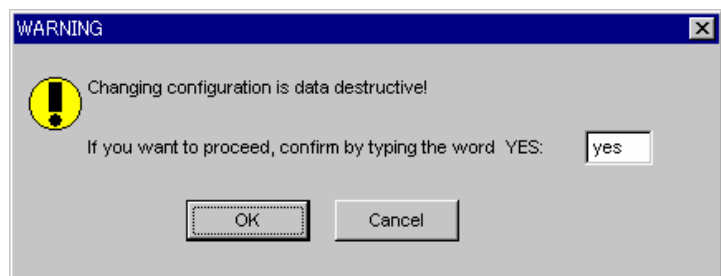 WARNING
Changing configuration is data destructive!
If you want to proceed, confirm by typing the word YES: yes
OK Cancel